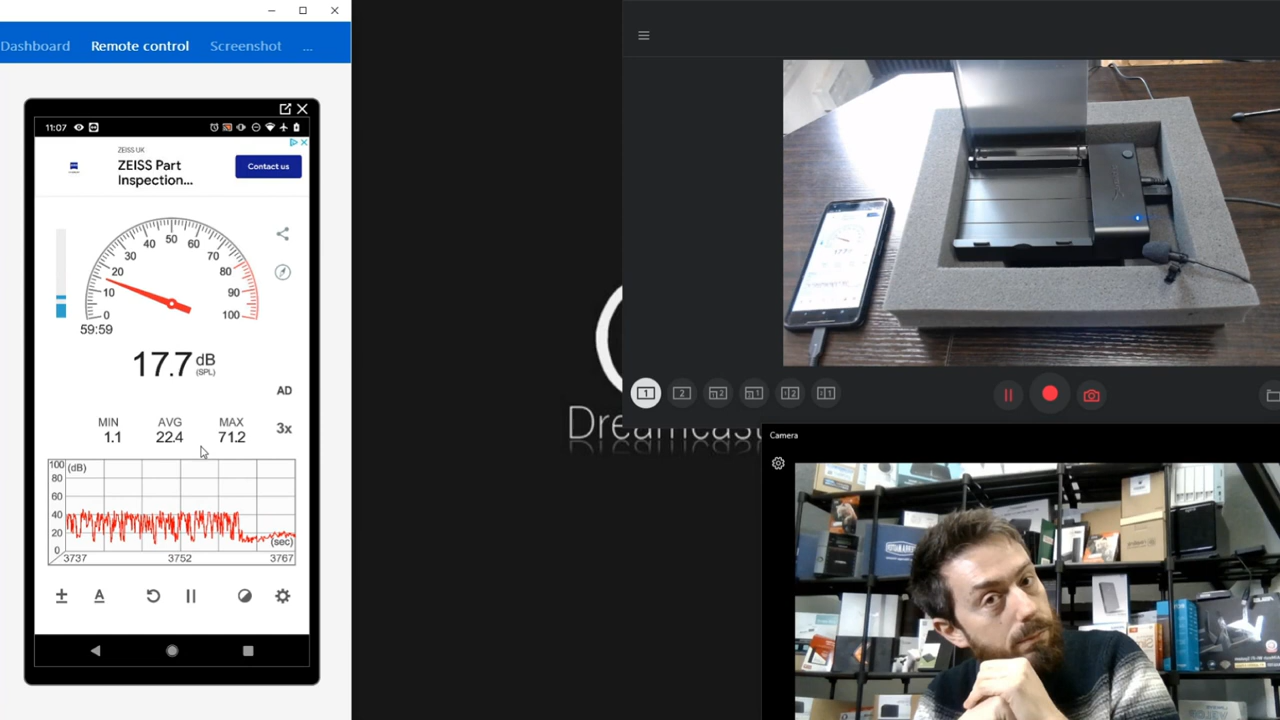 Dashboard Remote control Screenshot ...
11:07
ZEISS UK
ZEISS Part
Inspection...
Contact us
0 10 20 30 40 50 60 70 80 90 100
59:59
17.7 dB
(SPL)
AD
MIN AVG MAX
1.1 22.4 71.2
3x
(dB)
100
80
60
40
20
0
(sec)
3737 3752 3767
Dreamcast
1 2
Camera